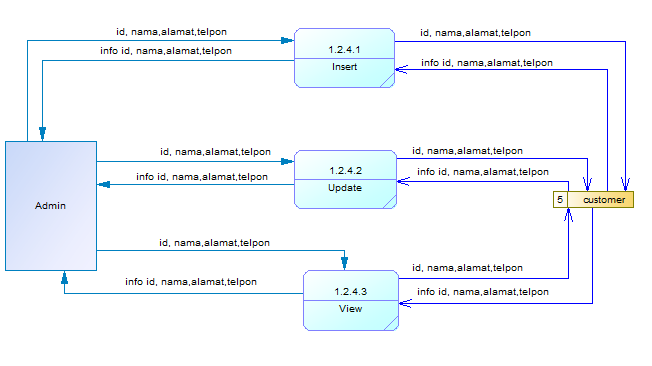 id, nama,alamat,telpon
info id, nama,alamat,telpon
1.2.4.1
Insert
id, nama,alamat,telpon
info id, nama,alamat,telpon
id, nama,alamat,telpon
info id, nama,alamat,telpon
1.2.4.2
Update
id, nama,alamat,telpon
info id, nama,alamat,telpon
Admin
5 customer
id, nama,alamat,telpon
info id, nama,alamat,telpon
1.2.4.3
View
id, nama,alamat,telpon
info id, nama,alamat,telpon